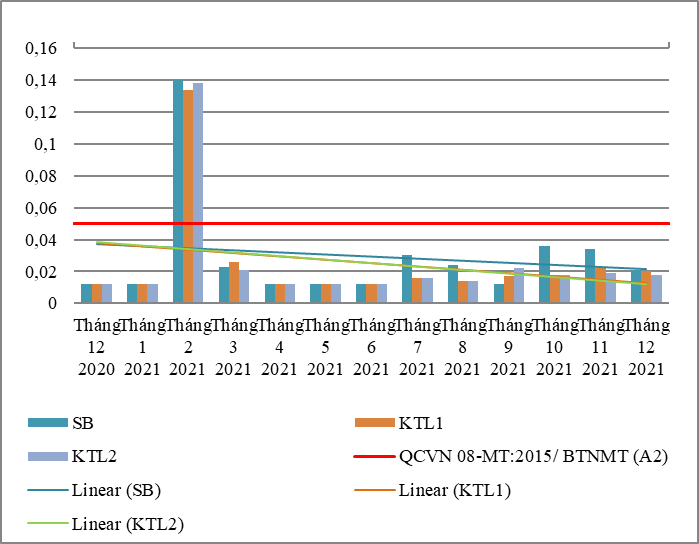 0,16
0,14
0,12
0,1
0,08
0,06
0,04
0,02
0
Tháng Tháng Tháng Tháng Tháng Tháng Tháng Tháng Tháng Tháng Tháng Tháng Tháng
12 1 2 3 4 5 6 7 8 9 10 11 12
2020 2021 2021 2021 2021 2021 2021 2021 2021 2021 2021 2021 2021
SB KTL1
KTL2 QCVN 08-MT:2015/ BTNMT (A2)
Linear (SB) Linear (KTL1)
Linear (KTL2)